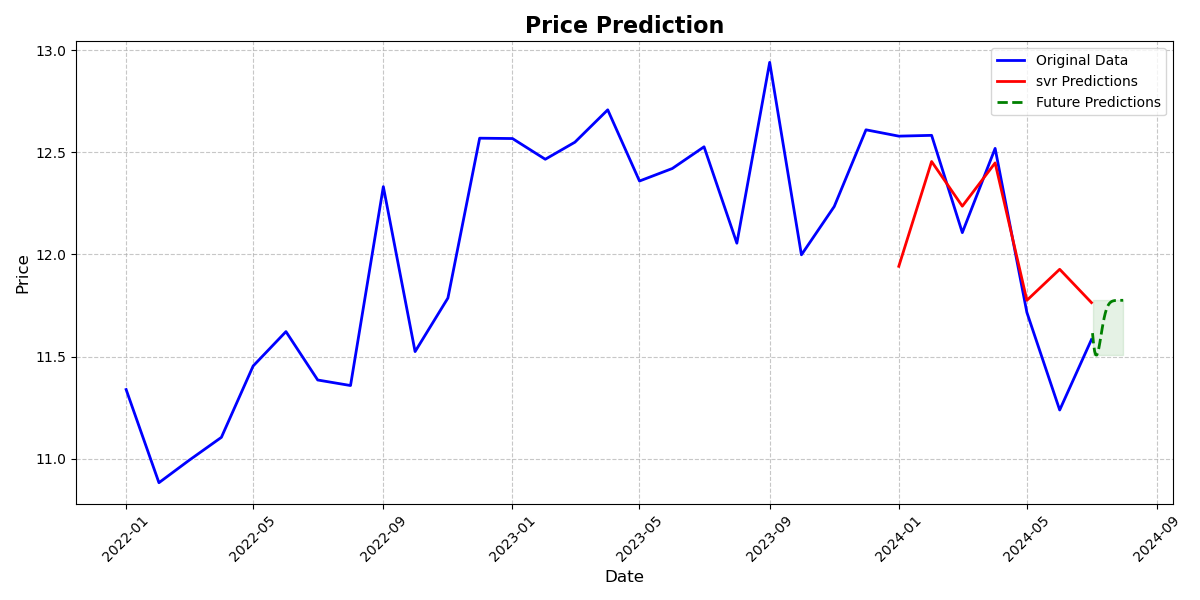 Price Prediction
Original Data
svr Predictions
Future Predictions
Price
13.0
12.5
12.0
11.5
11.0
2022-01
2022-05
2022-09
2023-01
2023-05
2023-09
2024-01
2024-05
2024-09
Date